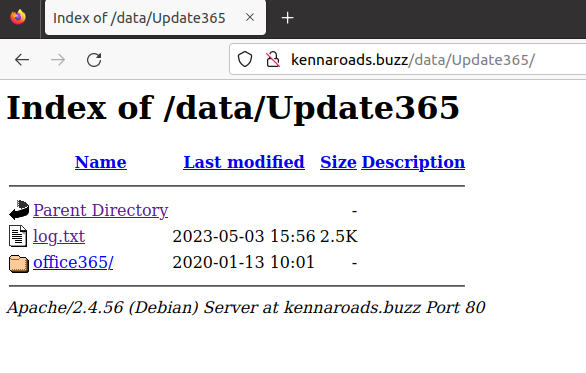 Index of /data/Update365
kennaroads.buzz/data/Update365/
Index of /data/Update365
Name Last modified Size Description
Parent Directory -
log.txt 2023-05-03 15:56 2.5K
office365/ 2020-01-13 10:01 -
Apache/2.4.56 (Debian) Server at kennaroads.buzz Port 80